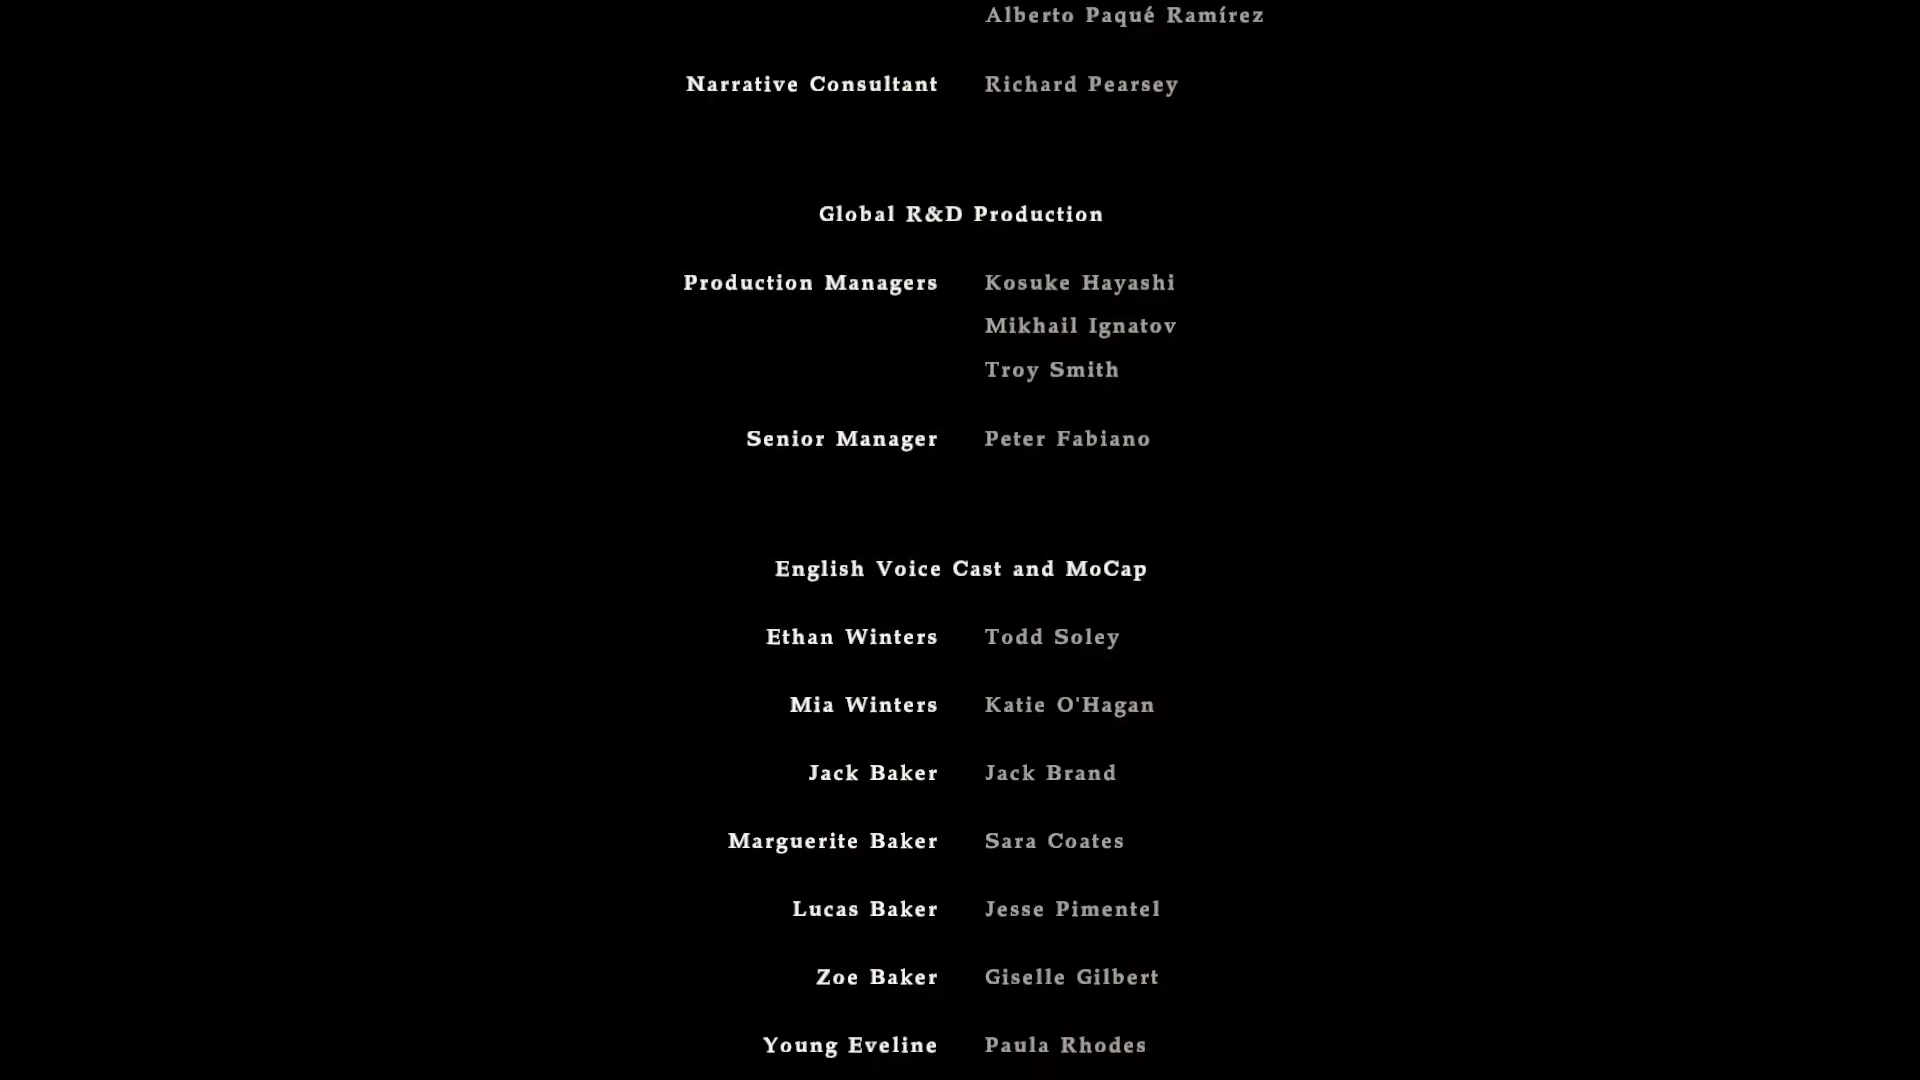 Alberto Paqué Ramírez
Narrative Consultant Richard Pearsey
Global R&D Production
Production Managers Kosuke Hayashi
Mikhail Ignatov
Troy Smith
Senior Manager Peter Fabiano
English Voice Cast and MoCap
Ethan Winters Todd Soley
Mia Winters Katie O'Hagan
Jack Baker Jack Brand
Marguerite Baker Sara Coates
Lucas Baker Jesse Pimentel
Zoe Baker Giselle Gilbert
Young Eveline Paula Rhodes